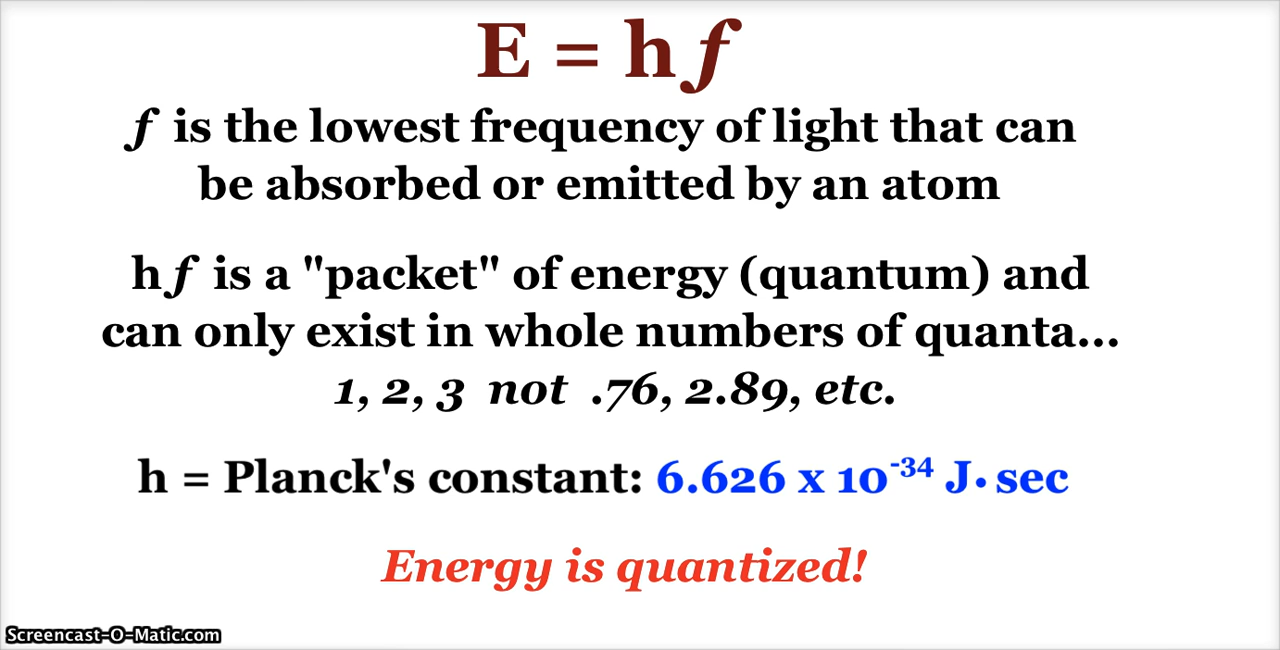 E = hf
f is the lowest frequency of light that can
be absorbed or emitted by an atom
hf is a "packet" of energy (quantum) and
can only exist in whole numbers of quanta...
1, 2, 3 not .76, 2.89, etc.
h = Planck's constant: 6.626 x 10⁻³⁴ J•sec
Energy is quantized!
Screencast-O-Matic.com